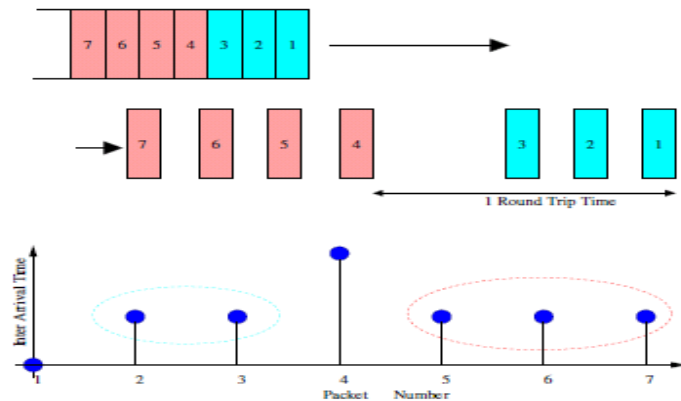 7 6 5 4 3 2 1
7 6 5 4 3 2 1
1 Round Trip Time
Inter Arrival Time
1 2 3 4 5 6 7
Packet Number